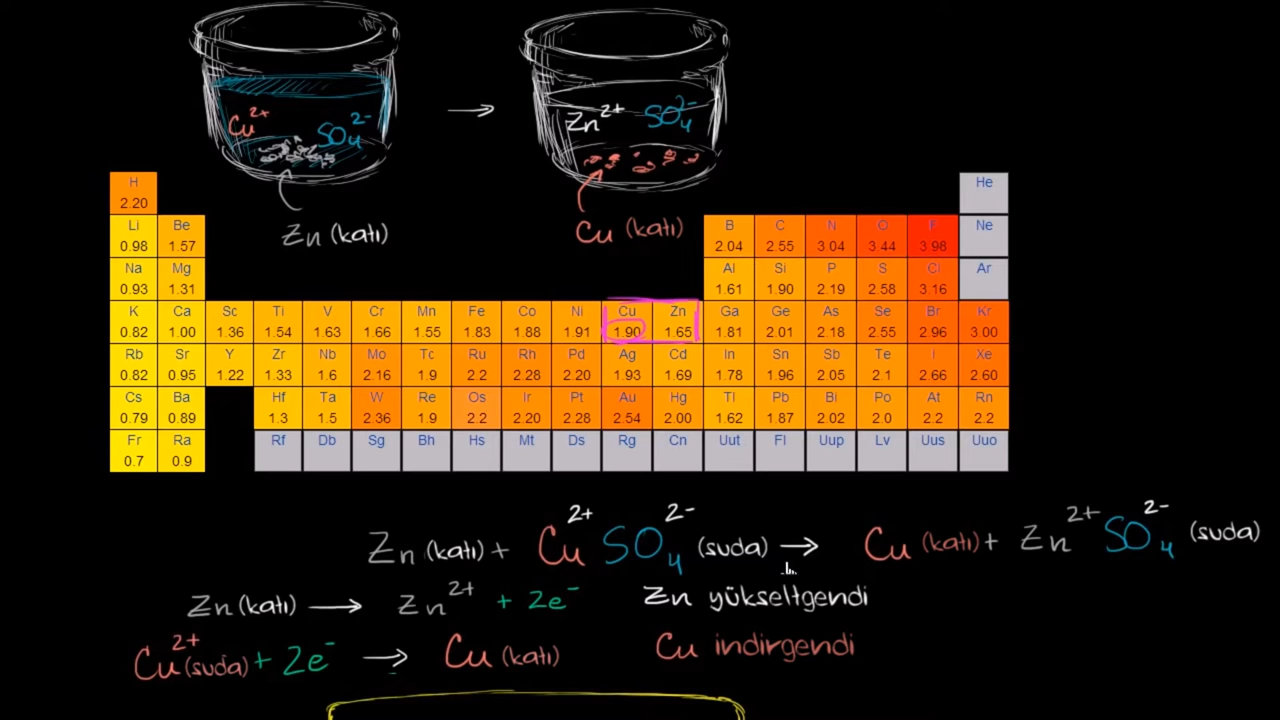 Cu²⁺ SO₄²⁻ → Zn²⁺ SO₄²⁻
Zn (katı) Cu (katı)
H He
2.20
Li Be B C N O F Ne
0.98 1.57 2.04 2.55 3.04 3.44 3.98
Na Mg Al Si P S Cl Ar
0.93 1.31 1.61 1.90 2.19 2.58 3.16
K Ca Sc Ti V Cr Mn Fe Co Ni Cu Zn Ga Ge As Se Br Kr
0.82 1.00 1.36 1.54 1.63 1.66 1.55 1.83 1.88 1.91 1.90 1.65 1.81 2.01 2.18 2.55 2.96 3.00
Rb Sr Y Zr Nb Mo Tc Ru Rh Pd Ag Cd In Sn Sb Te I Xe
0.82 0.95 1.22 1.33 1.6 2.16 1.9 2.2 2.28 2.20 1.93 1.69 1.78 1.96 2.05 2.1 2.66 2.60
Cs Ba Hf Ta W Re Os Ir Pt Au Hg Tl Pb Bi Po At Rn
0.79 0.89 1.3 1.5 2.36 1.9 2.2 2.20 2.28 2.54 2.00 1.62 1.87 2.02 2.0 2.2 2.2
Fr Ra Rf Db Sg Bh Hs Mt Ds Rg Cn Uut Fl Uup Lv Uus Uuo
0.7 0.9
Zn (katı) + Cu²⁺ SO₄²⁻ (suda) → Cu (katı) + Zn²⁺ SO₄²⁻ (suda)
Zn (katı) → Zn²⁺ + 2e⁻ Zn yükseltgendi
Cu²⁺ (suda) + 2e⁻ → Cu (katı) Cu indirgendi